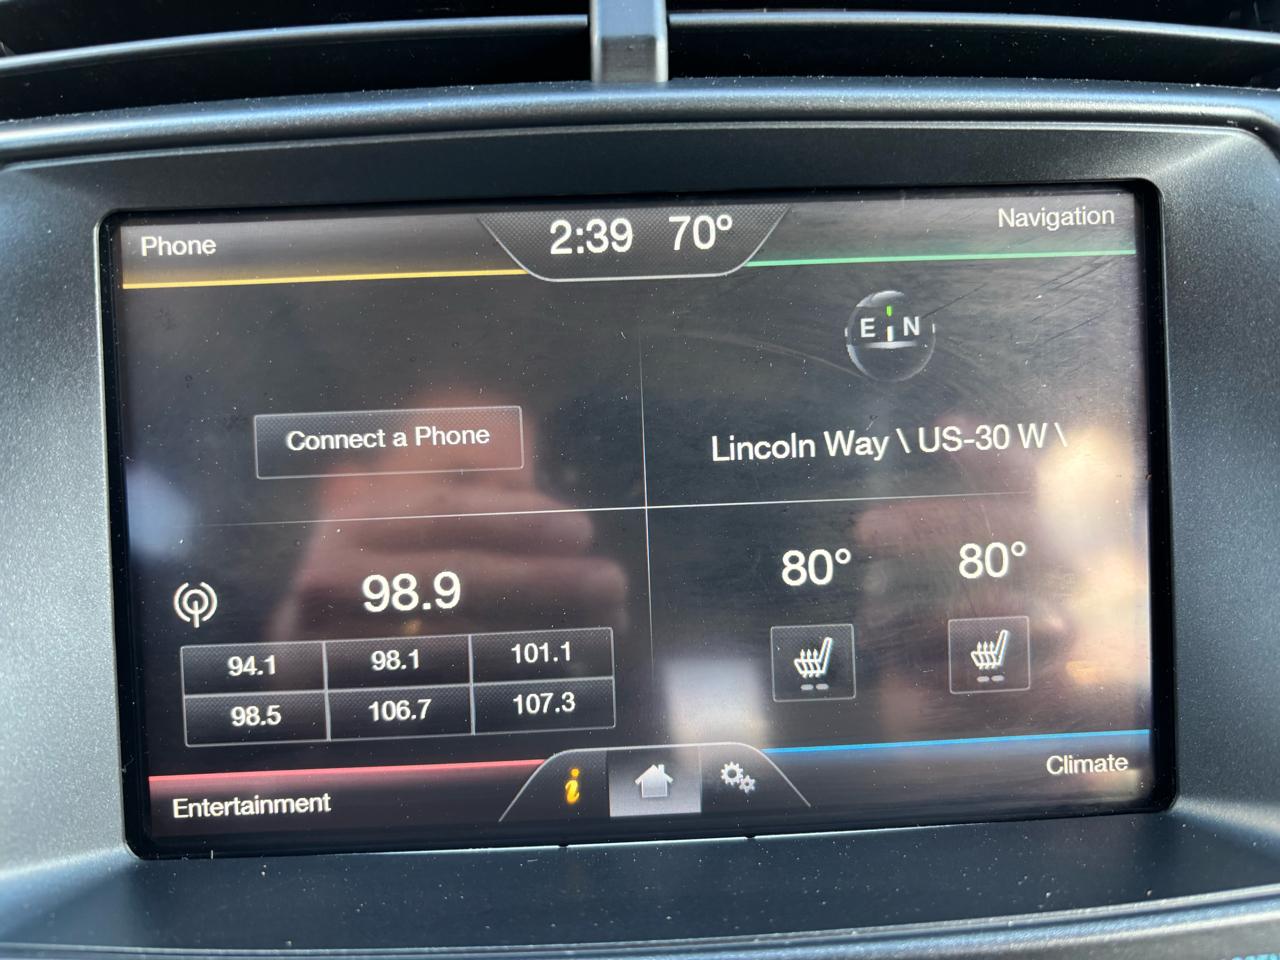 Phone
2:39 70°
Navigation
E N
Connect a Phone
Lincoln Way \ US-30 W \
98.9
80° 80°
94.1 98.1 101.1
98.5 106.7 107.3
i
Climate
Entertainment